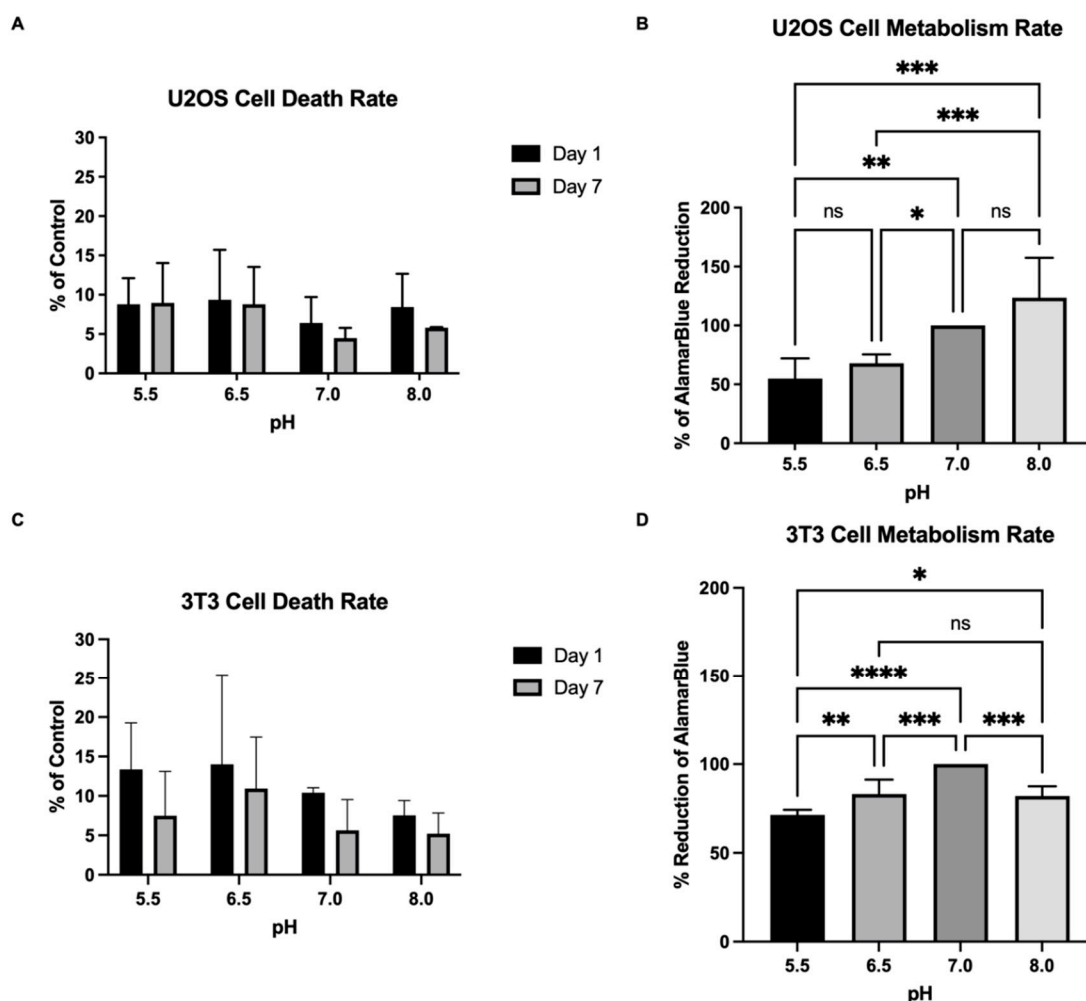 A
U2OS Cell Death Rate
30
25
20
15
10
5
0
% of Control
5.5 6.5 7.0 8.0
pH
Day 1
Day 7
B
U2OS Cell Metabolism Rate
***
***
**
ns * ns
200
150
100
50
0
% of AlamarBlue Reduction
5.5 6.5 7.0 8.0
pH
C
3T3 Cell Death Rate
30
25
20
15
10
5
0
% of Control
5.5 6.5 7.0 8.0
pH
Day 1
Day 7
D
3T3 Cell Metabolism Rate
*
ns
****
** *** ***
200
150
100
50
0
% Reduction of AlamarBlue
5.5 6.5 7.0 8.0
pH